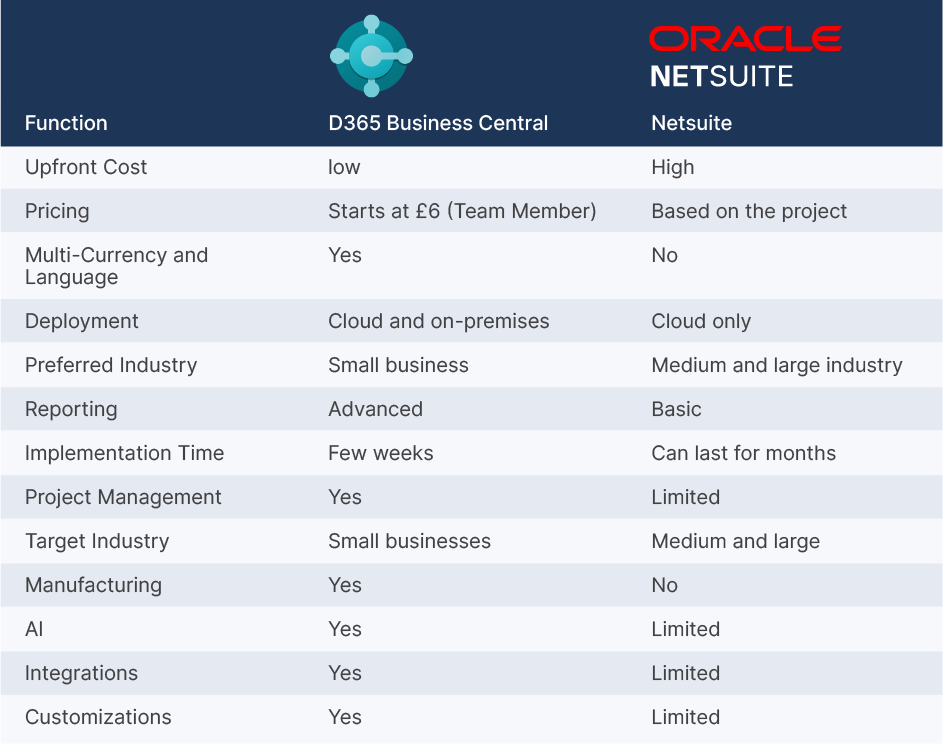 ORACLE
NETSUITE
Function D365 Business Central Netsuite
Upfront Cost low High
Pricing Starts at £6 (Team Member) Based on the project
Multi-Currency and Yes No
Language
Deployment Cloud and on-premises Cloud only
Preferred Industry Small business Medium and large industry
Reporting Advanced Basic
Implementation Time Few weeks Can last for months
Project Management Yes Limited
Target Industry Small businesses Medium and large
Manufacturing Yes No
AI Yes Limited
Integrations Yes Limited
Customizations Yes Limited